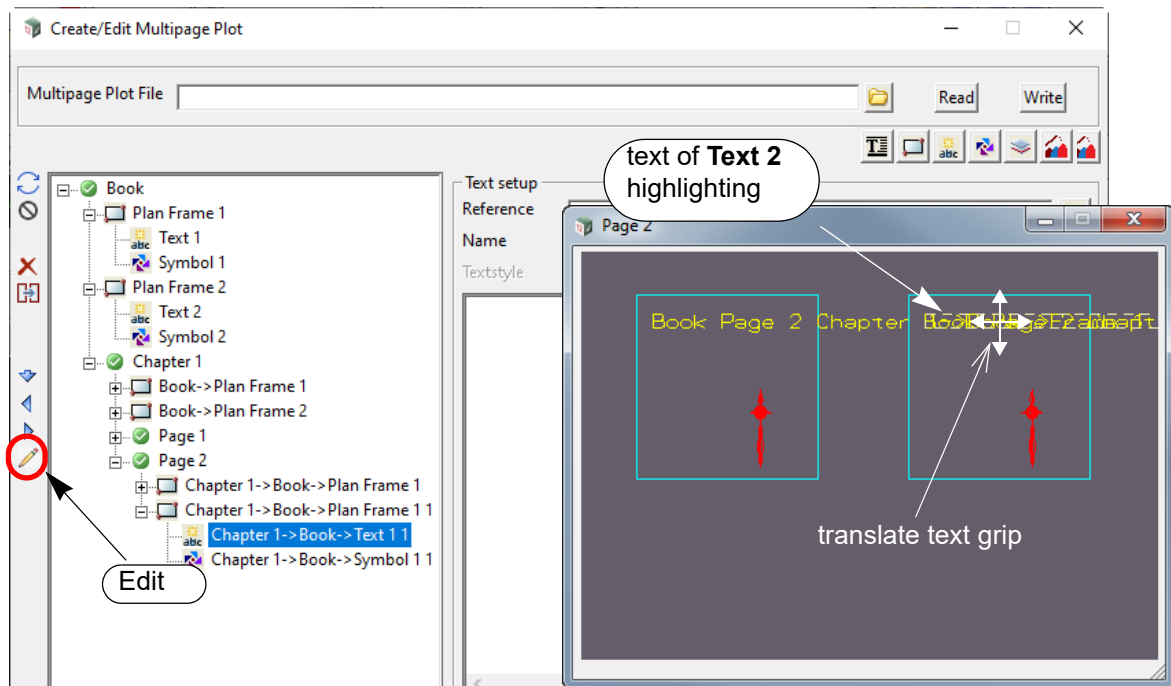 Create/Edit Multipage Plot
Multipage Plot File
Read
Write
abc
text of Text 2
highlighting
Book
Plan Frame 1
abc
Text 1
Symbol 1
Plan Frame 2
abc
Text 2
Symbol 2
Chapter 1
Book->Plan Frame 1
Book->Plan Frame 2
Page 1
Page 2
Chapter 1->Book->Plan Frame 1
Chapter 1->Book->Plan Frame 1 1
abc
Chapter 1->Book->Text 1 1
Chapter 1->Book->Symbol 1 1
Edit
Text setup
Reference
Name
Textstyle
Page 2
Book Page 2 Chapter
translate text grip